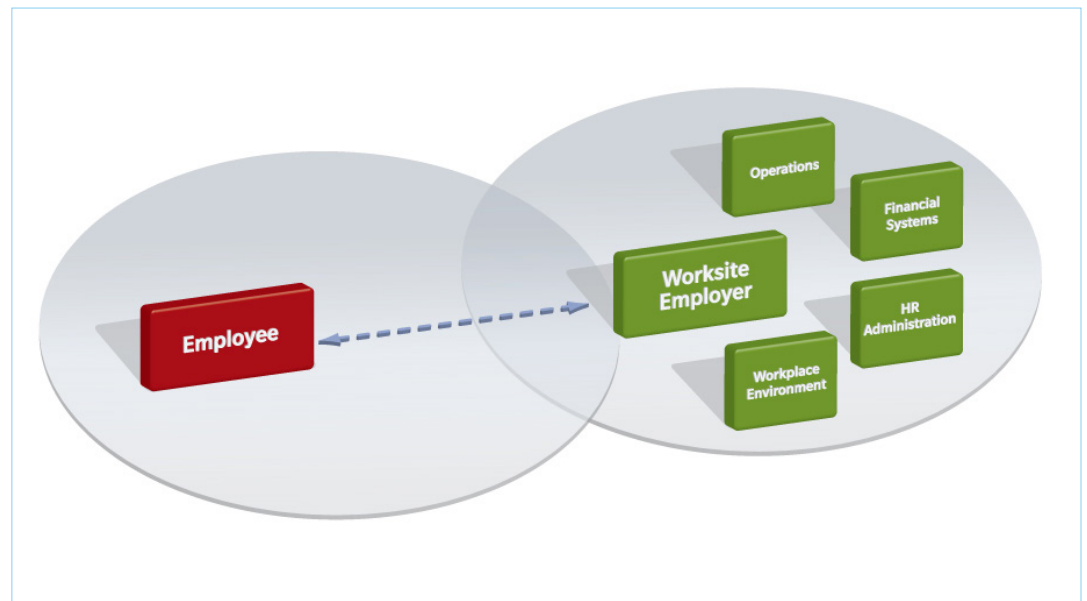 Employee
Worksite
Employer
Operations
Financial
Systems
HR
Administration
Workplace
Environment